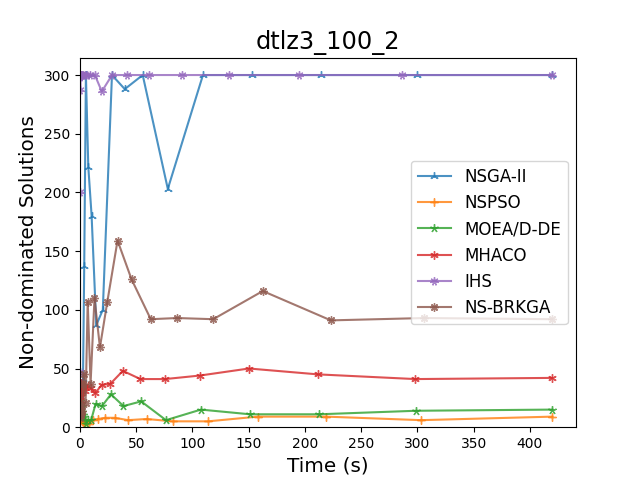 dtlz3_100_2
Non-dominated Solutions
300
250
200
150
100
50
0
NSGA-II
NSPSO
MOEA/D-DE
MHACO
IHS
NS-BRKGA
0 50 100 150 200 250 300 350 400
Time (s)